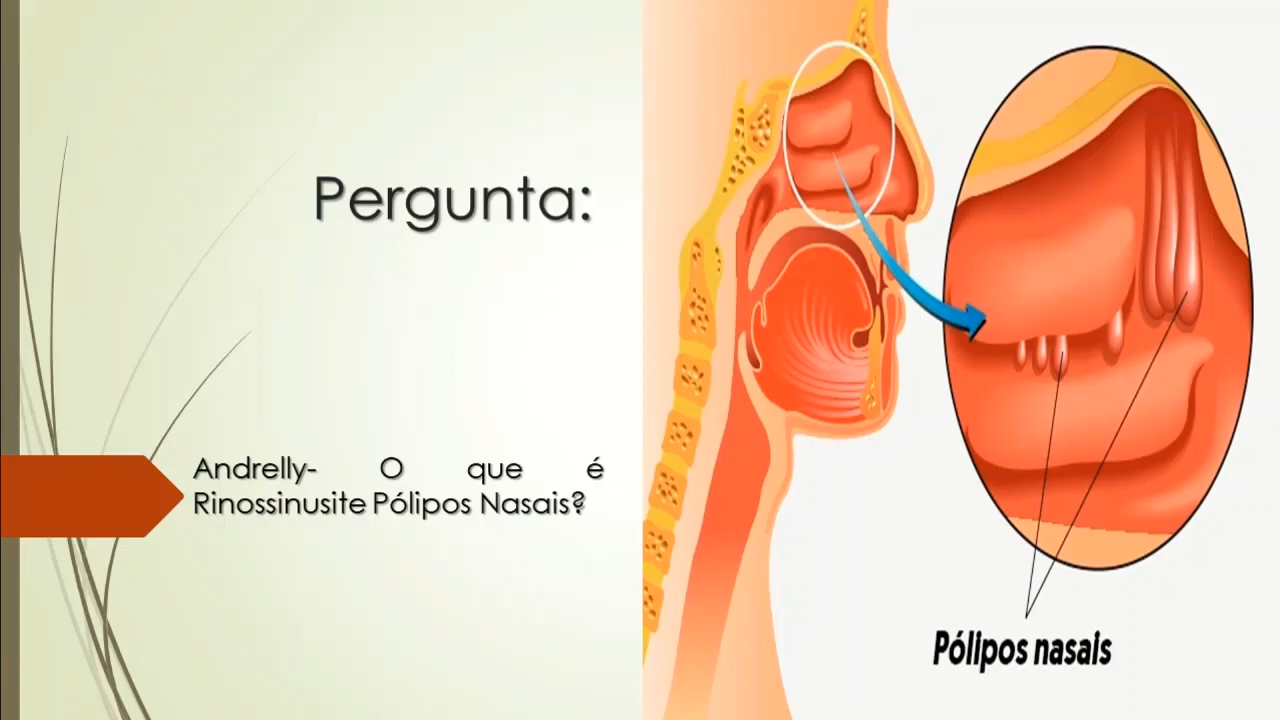 Pergunta:
Andrelly- O que é
Rinossinusite Pólipos Nasais?
Pólipos nasais